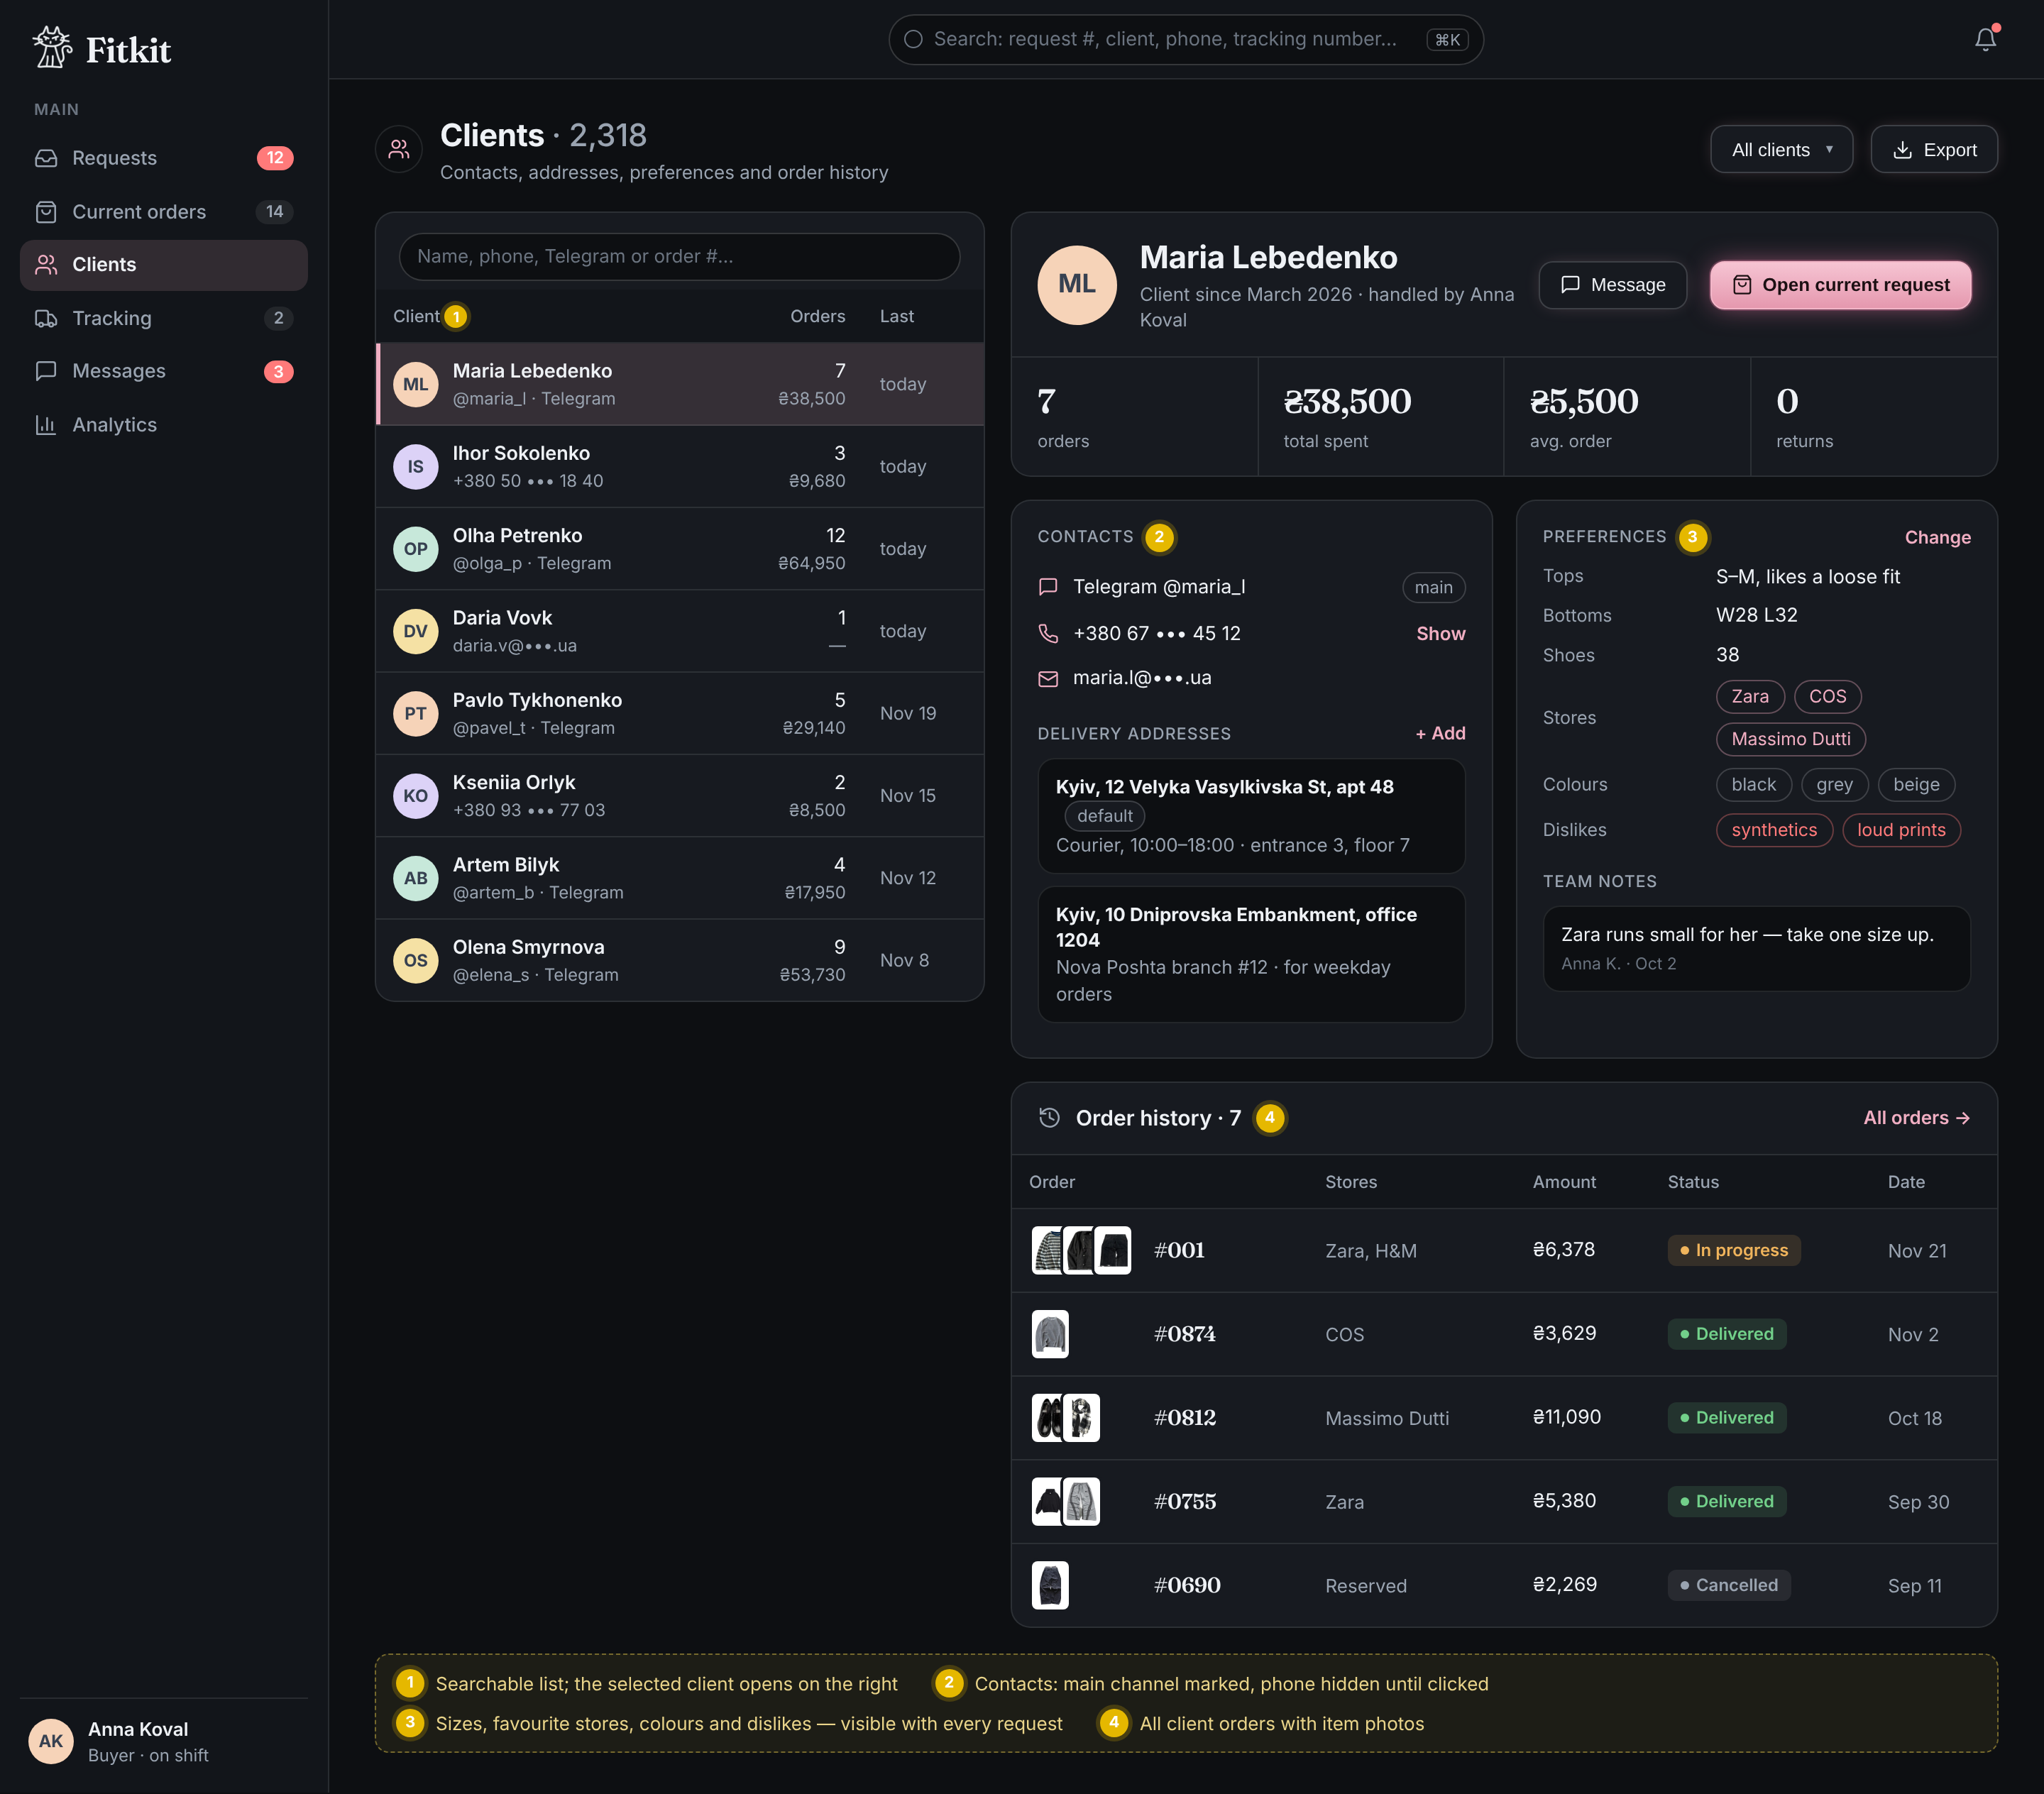 Fitkit
Search: request #, client, phone, tracking number... ⌘K
MAIN
Requests 12
Current orders 14
Clients
Tracking 2
Messages 3
Analytics
Clients · 2,318
Contacts, addresses, preferences and order history
All clients ▾
Export
Name, phone, Telegram or order #...
Client 1 Orders Last
ML Maria Lebedenko 7 today
@maria_l · Telegram ₴38,500
IS Ihor Sokolenko 3 today
+380 50 ••• 18 40 ₴9,680
OP Olha Petrenko 12 today
@olga_p · Telegram ₴64,950
DV Daria Vovk 1 today
daria.v@•••.ua —
PT Pavlo Tykhonenko 5 Nov 19
@pavel_t · Telegram ₴29,140
KO Kseniia Orlyk 2 Nov 15
+380 93 ••• 77 03 ₴8,500
AB Artem Bilyk 4 Nov 12
@artem_b · Telegram ₴17,950
OS Olena Smyrnova 9 Nov 8
@elena_s · Telegram ₴53,730
ML
Maria Lebedenko
Client since March 2026 · handled by Anna
Koval
Message
Open current request
7 ₴38,500 ₴5,500 0
orders total spent avg. order returns
CONTACTS 2
Telegram @maria_l main
+380 67 ••• 45 12 Show
maria.l@•••.ua
DELIVERY ADDRESSES + Add
Kyiv, 12 Velyka Vasylkivska St, apt 48
default
Courier, 10:00–18:00 · entrance 3, floor 7
Kyiv, 10 Dniprovska Embankment, office
1204
Nova Poshta branch #12 · for weekday
orders
PREFERENCES 3 Change
Tops S–M, likes a loose fit
Bottoms W28 L32
Shoes 38
Stores Zara COS
Massimo Dutti
Colours black grey beige
Dislikes synthetics loud prints
TEAM NOTES
Zara runs small for her — take one size up.
Anna K. · Oct 2
Order history · 7 4 All orders →
Order Stores Amount Status Date
#001 Zara, H&M ₴6,378 In progress Nov 21
#0874 COS ₴3,629 Delivered Nov 2
#0812 Massimo Dutti ₴11,090 Delivered Oct 18
#0755 Zara ₴5,380 Delivered Sep 30
#0690 Reserved ₴2,269 Cancelled Sep 11
1 Searchable list; the selected client opens on the right 2 Contacts: main channel marked, phone hidden until clicked
3 Sizes, favourite stores, colours and dislikes — visible with every request 4 All client orders with item photos
AK Anna Koval
Buyer · on shift